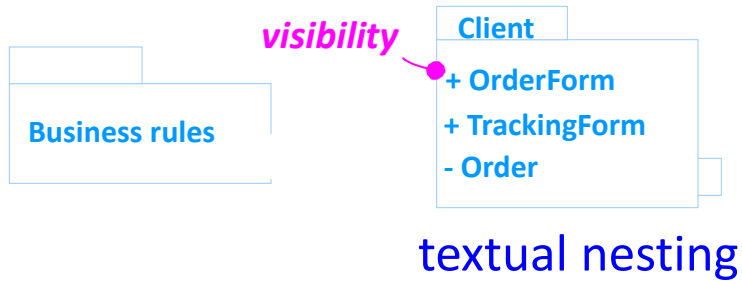 visibility
Client
+ OrderForm
Business rules
+ TrackingForm
- Order
textual nesting